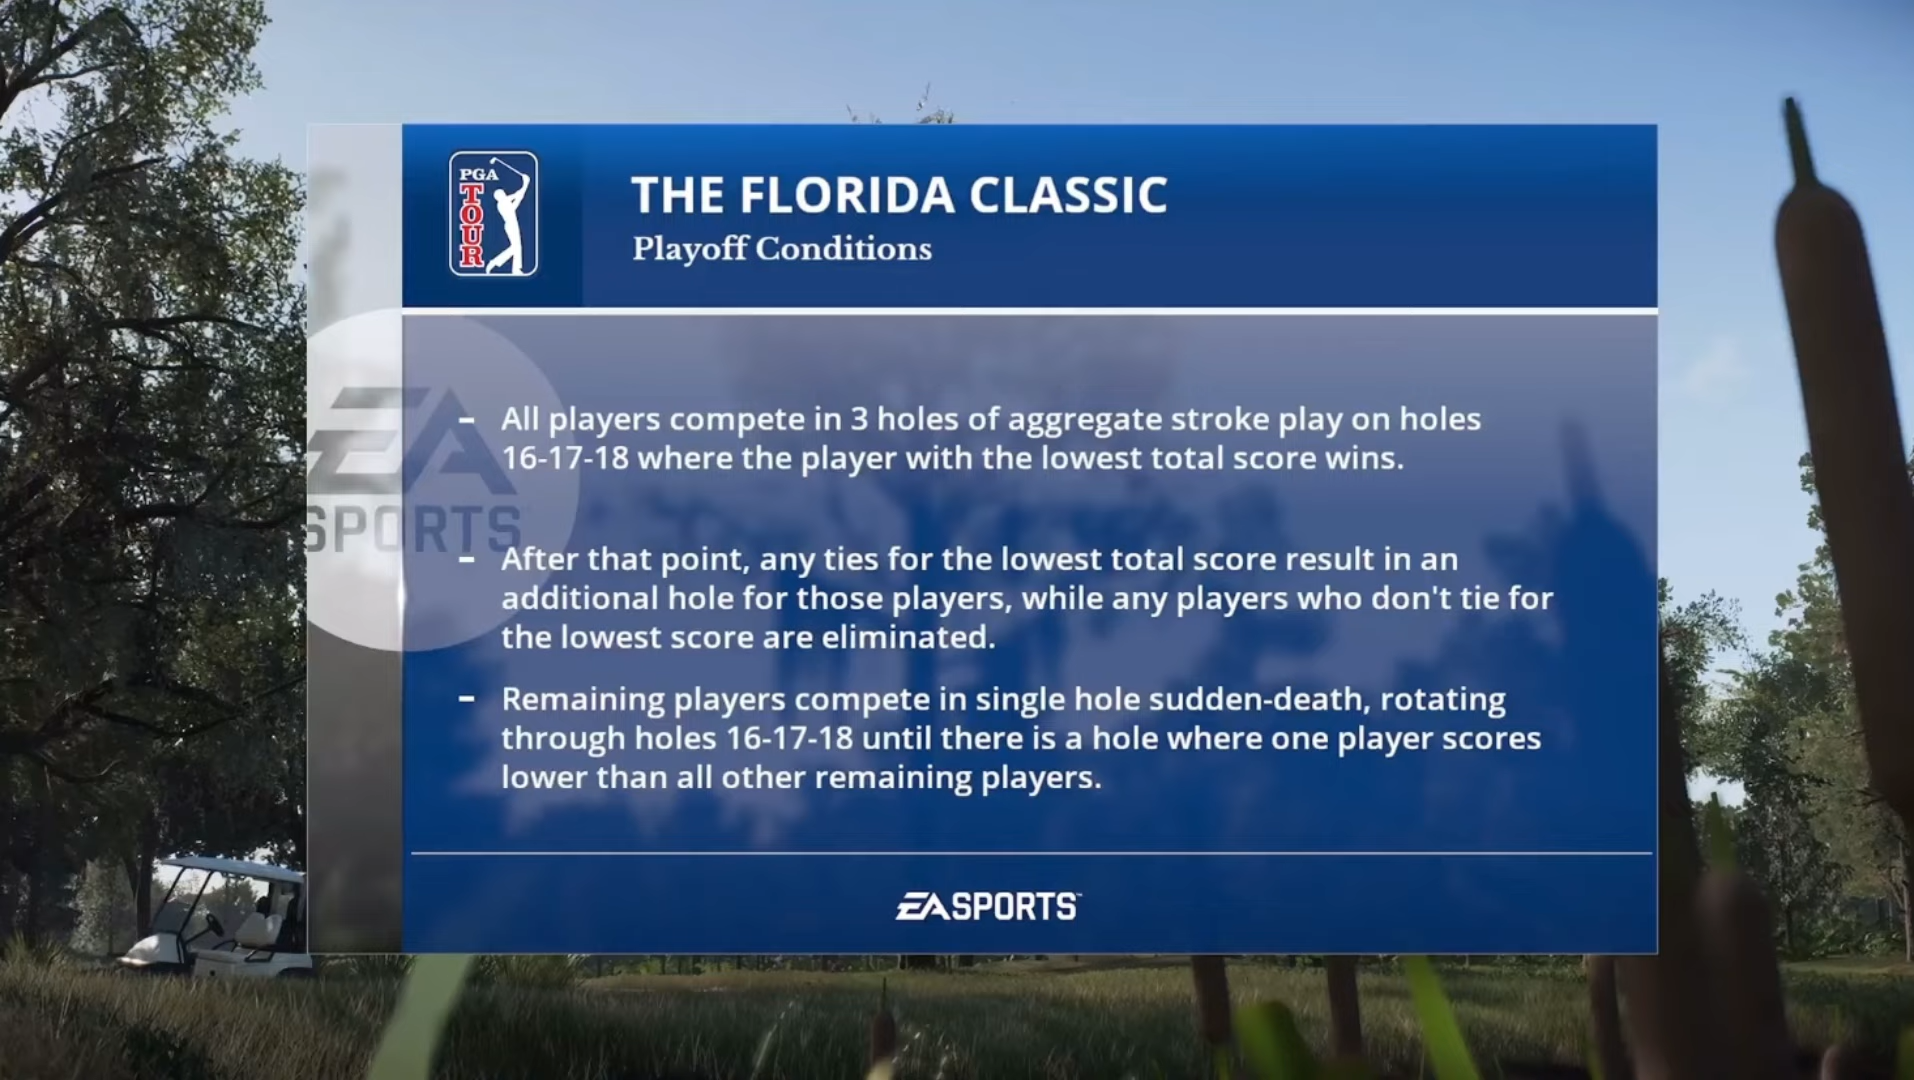 PGA
TOUR
THE FLORIDA CLASSIC
Playoff Conditions
EA
SPORTS
- All players compete in 3 holes of aggregate stroke play on holes
16-17-18 where the player with the lowest total score wins.
- After that point, any ties for the lowest total score result in an
additional hole for those players, while any players who don't tie for
the lowest score are eliminated.
- Remaining players compete in single hole sudden-death, rotating
through holes 16-17-18 until there is a hole where one player scores
lower than all other remaining players.
EA SPORTS™